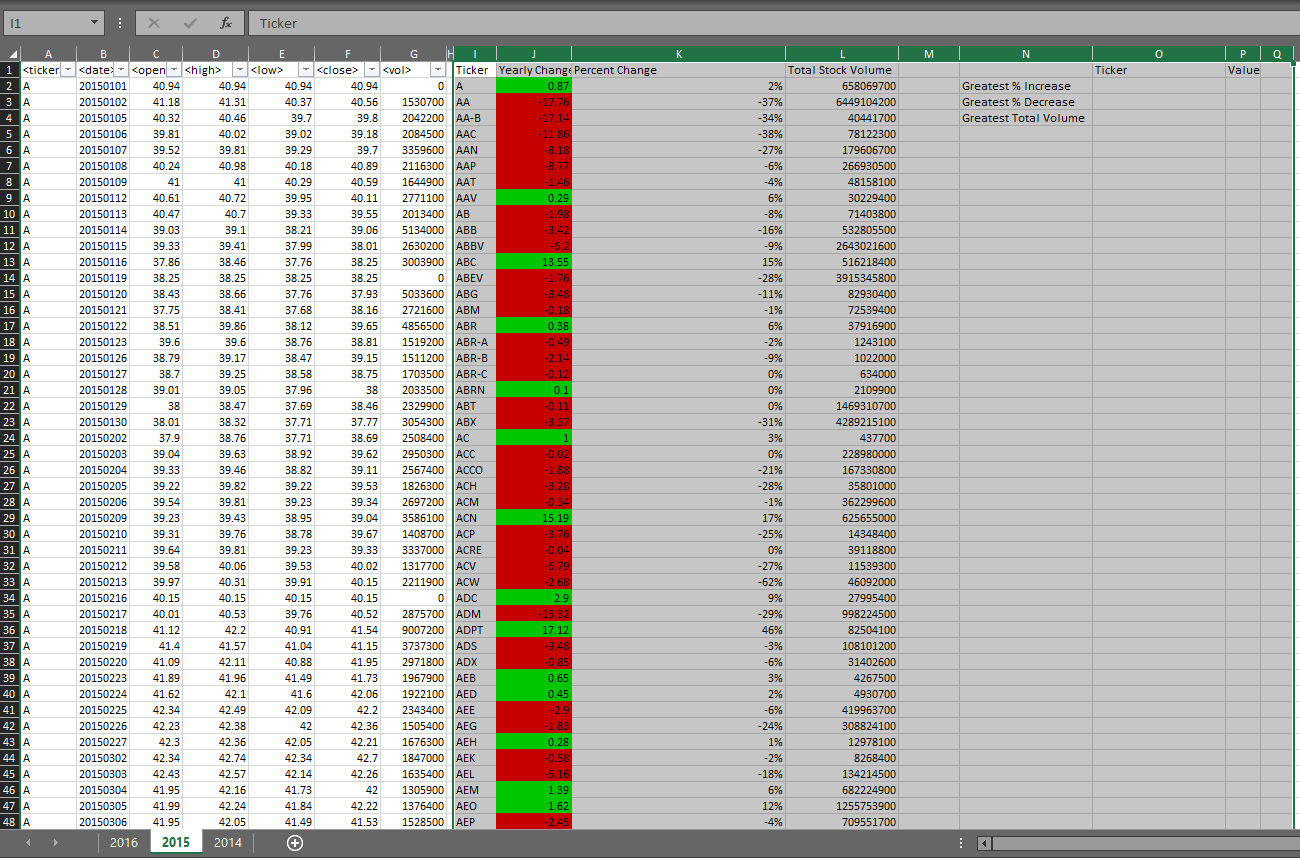 I1 fx Ticker
A B C D E F G H I J K L M N O P Q
1 <ticker <date> <open <high> <low> <close> <vol> Ticker Yearly Change Percent Change Total Stock Volume Ticker Value
2 A 20150101 40.94 40.94 40.94 40.94 0 A 0.87 2% 658069700 Greatest % Increase
3 A 20150102 41.18 41.31 40.37 40.56 1530700 AA -17.76 -37% 6449104200 Greatest % Decrease
4 A 20150105 40.32 40.46 39.7 39.8 2042200 AA-B -17.14 -34% 40441700 Greatest Total Volume
5 A 20150106 39.81 40.02 39.02 39.18 2084500 AAC -11.86 -38% 78122300
6 A 20150107 39.52 39.81 39.29 39.7 3359600 AAN -8.18 -27% 179606700
7 A 20150108 40.24 40.98 40.18 40.89 2116300 AAP -8.77 -6% 266930500
8 A 20150109 41 41 40.29 40.59 1644900 AAT -1.46 -4% 48158100
9 A 20150112 40.61 40.72 39.95 40.11 2771100 AAV 0.29 6% 30229400
10 A 20150113 40.47 40.7 39.33 39.55 2013400 AB -1.98 -8% 71403800
11 A 20150114 39.03 39.1 38.21 39.06 5134000 ABB -3.42 -16% 532805500
12 A 20150115 39.33 39.41 37.99 38.01 2630200 ABBV -6.2 -9% 2643021600
13 A 20150116 37.86 38.46 37.76 38.25 3003900 ABC 13.55 15% 516218400
14 A 20150119 38.25 38.25 38.25 38.25 0 ABEV -1.76 -28% 3915345800
15 A 20150120 38.43 38.66 37.76 37.93 5033600 ABG -8.48 -11% 82930400
16 A 20150121 37.75 38.41 37.68 38.16 2721600 ABM -0.18 -1% 72539400
17 A 20150122 38.51 39.86 38.12 39.65 4856500 ABR 0.38 6% 37916900
18 A 20150123 39.6 39.6 38.76 38.81 1519200 ABR-A -0.49 -2% 1243100
19 A 20150126 38.79 39.17 38.47 39.15 1511200 ABR-B -2.14 -9% 1022000
20 A 20150127 38.7 39.25 38.58 38.75 1703500 ABR-C -0.12 0% 634000
21 A 20150128 39.01 39.05 37.96 38 2033500 ABRN 0.1 0% 2109900
22 A 20150129 38 38.47 37.69 38.46 2329900 ABT -0.11 0% 1469310700
23 A 20150130 38.01 38.32 37.71 37.77 3054300 ABX -3.37 -31% 4289215100
24 A 20150202 37.9 38.76 37.71 38.69 2508400 AC 1 3% 437700
25 A 20150203 39.04 39.63 38.92 39.62 2950300 ACC -0.02 0% 228980000
26 A 20150204 39.33 39.46 38.82 39.11 2567400 ACCO -1.88 -21% 167330800
27 A 20150205 39.22 39.82 39.22 39.53 1826300 ACH -3.28 -28% 35801000
28 A 20150206 39.54 39.81 39.23 39.34 2697200 ACM -0.34 -1% 362299600
29 A 20150209 39.23 39.43 38.95 39.04 3586100 ACN 15.19 17% 625655000
30 A 20150210 39.31 39.76 38.78 39.67 1408700 ACP -3.76 -25% 14348400
31 A 20150211 39.64 39.81 39.23 39.33 3337000 ACRE -0.04 0% 39118800
32 A 20150212 39.58 40.06 39.53 40.02 1317700 ACV -6.79 -27% 11539300
33 A 20150213 39.97 40.31 39.91 40.15 2211900 ACW -2.68 -62% 46092000
34 A 20150216 40.15 40.15 40.15 40.15 0 ADC 2.9 9% 27995400
35 A 20150217 40.01 40.53 39.76 40.52 2875700 ADM -15.32 -29% 998224500
36 A 20150218 41.12 42.2 40.91 41.54 9007200 ADPT 17.12 46% 82504100
37 A 20150219 41.4 41.57 41.04 41.15 3737300 ADS -9.48 -3% 108101200
38 A 20150220 41.09 42.11 40.88 41.95 2971800 ADX -0.85 -6% 31402600
39 A 20150223 41.89 41.96 41.49 41.73 1967900 AEB 0.65 3% 4267500
40 A 20150224 41.62 42.1 41.6 42.06 1922100 AED 0.45 2% 4930700
41 A 20150225 42.34 42.49 42.09 42.2 2343400 AEE -2.9 -6% 419963700
42 A 20150226 42.23 42.38 42 42.36 1505400 AEG -1.83 -24% 308824100
43 A 20150227 42.3 42.36 42.05 42.21 1676300 AEH 0.28 1% 12978100
44 A 20150302 42.34 42.74 42.34 42.7 1847000 AEK -0.58 -2% 8268400
45 A 20150303 42.43 42.57 42.14 42.26 1635400 AEL -5.16 -18% 134214500
46 A 20150304 41.95 42.16 41.73 42 1305900 AEM 1.39 6% 682224900
47 A 20150305 41.99 42.24 41.84 42.22 1376400 AEO 1.62 12% 1255753900
48 A 20150306 41.95 42.05 41.49 41.53 1528500 AEP -2.45 -4% 709551700
2016 2015 2014